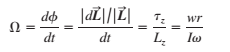 Ω = dϕ/dt = |dL⃗|/|L⃗| / dt = τ_z / L_z = wr / Iω